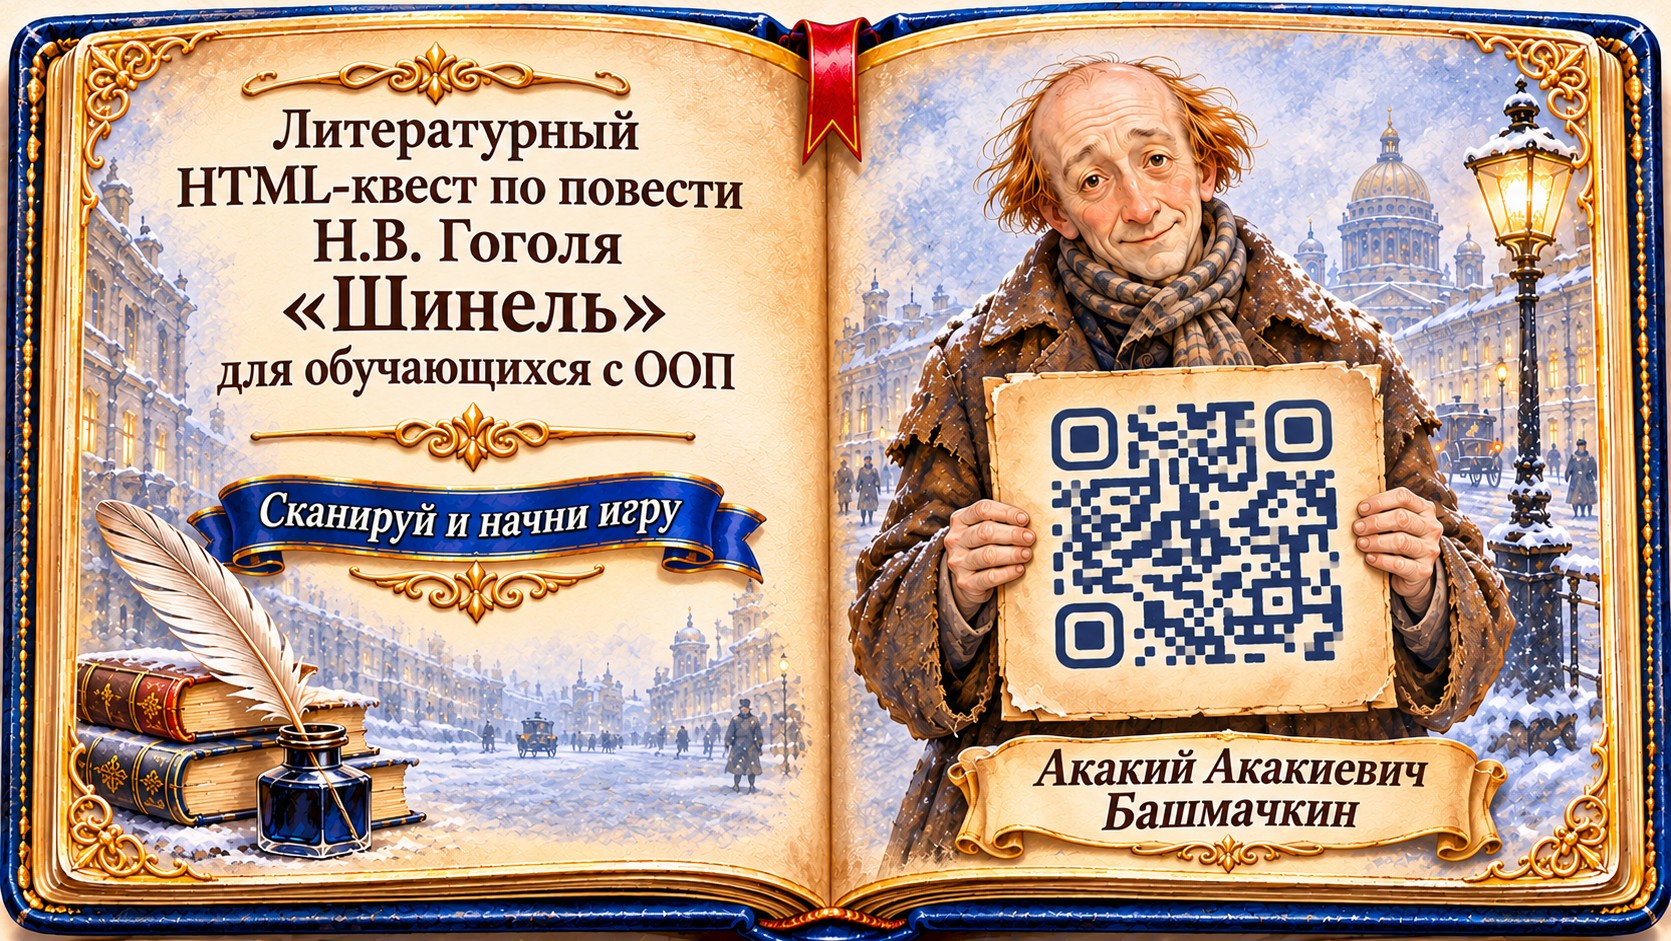 Литературный
HTML-квест по повести
Н.В. Гоголя
«Шинель»
для обучающихся с ООП
Сканируй и начни игру
Акакий Акакиевич
Башмачкин